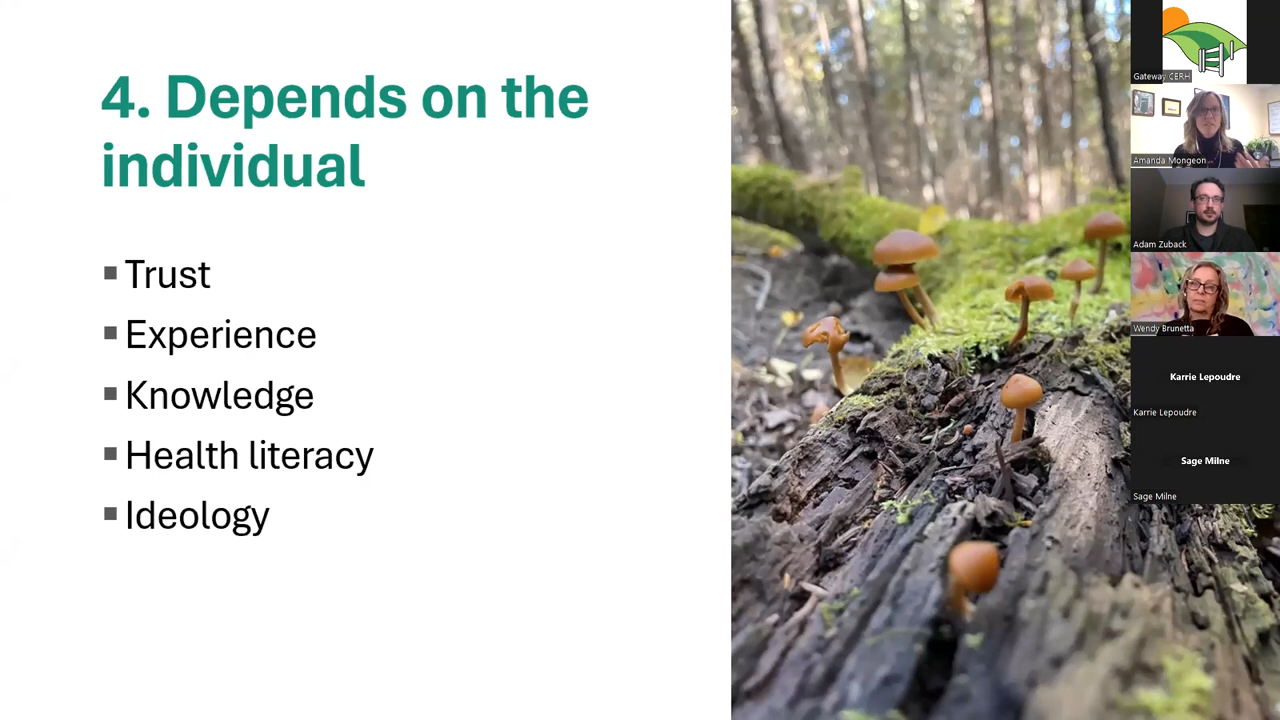 4. Depends on the
individual
▪ Trust
▪ Experience
▪ Knowledge
▪ Health literacy
▪ Ideology
Gateway CERH
Amanda Mongeon
Adam Zuback
Wendy Brunetta
Karrie Lepoudre
Karrie Lepoudre
Sage Milne
Sage Milne